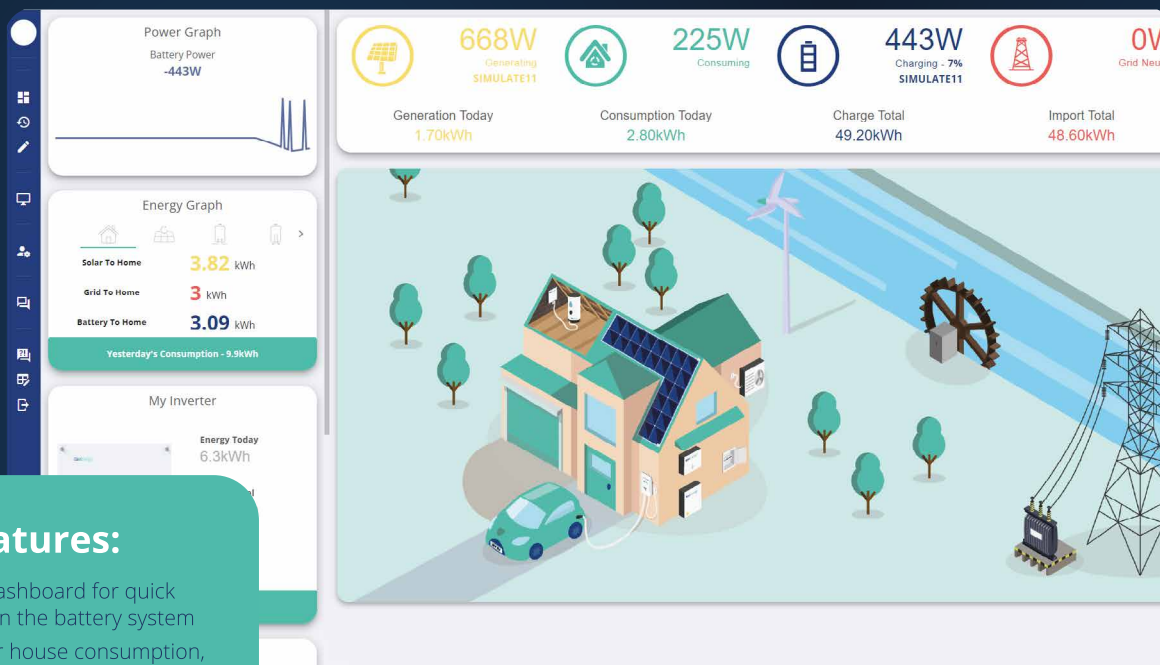 Power Graph
Battery Power
-443W
Energy Graph
Solar To Home
3.82 kWh
Grid To Home
3 kWh
Battery To Home
3.09 kWh
Yesterday's Consumption - 9.9kWh
My Inverter
Energy Today
6.3kWh
668W
Generating
SIMULATE11
Generation Today
1.70kWh
225W
Consuming
Consumption Today
2.80kWh
443W
Charging - 7%
SIMULATE11
Charge Total
49.20kWh
0W
Grid Neu
Import Total
48.60kWh
atures:
ashboard for quick
n the battery system
r house consumption,